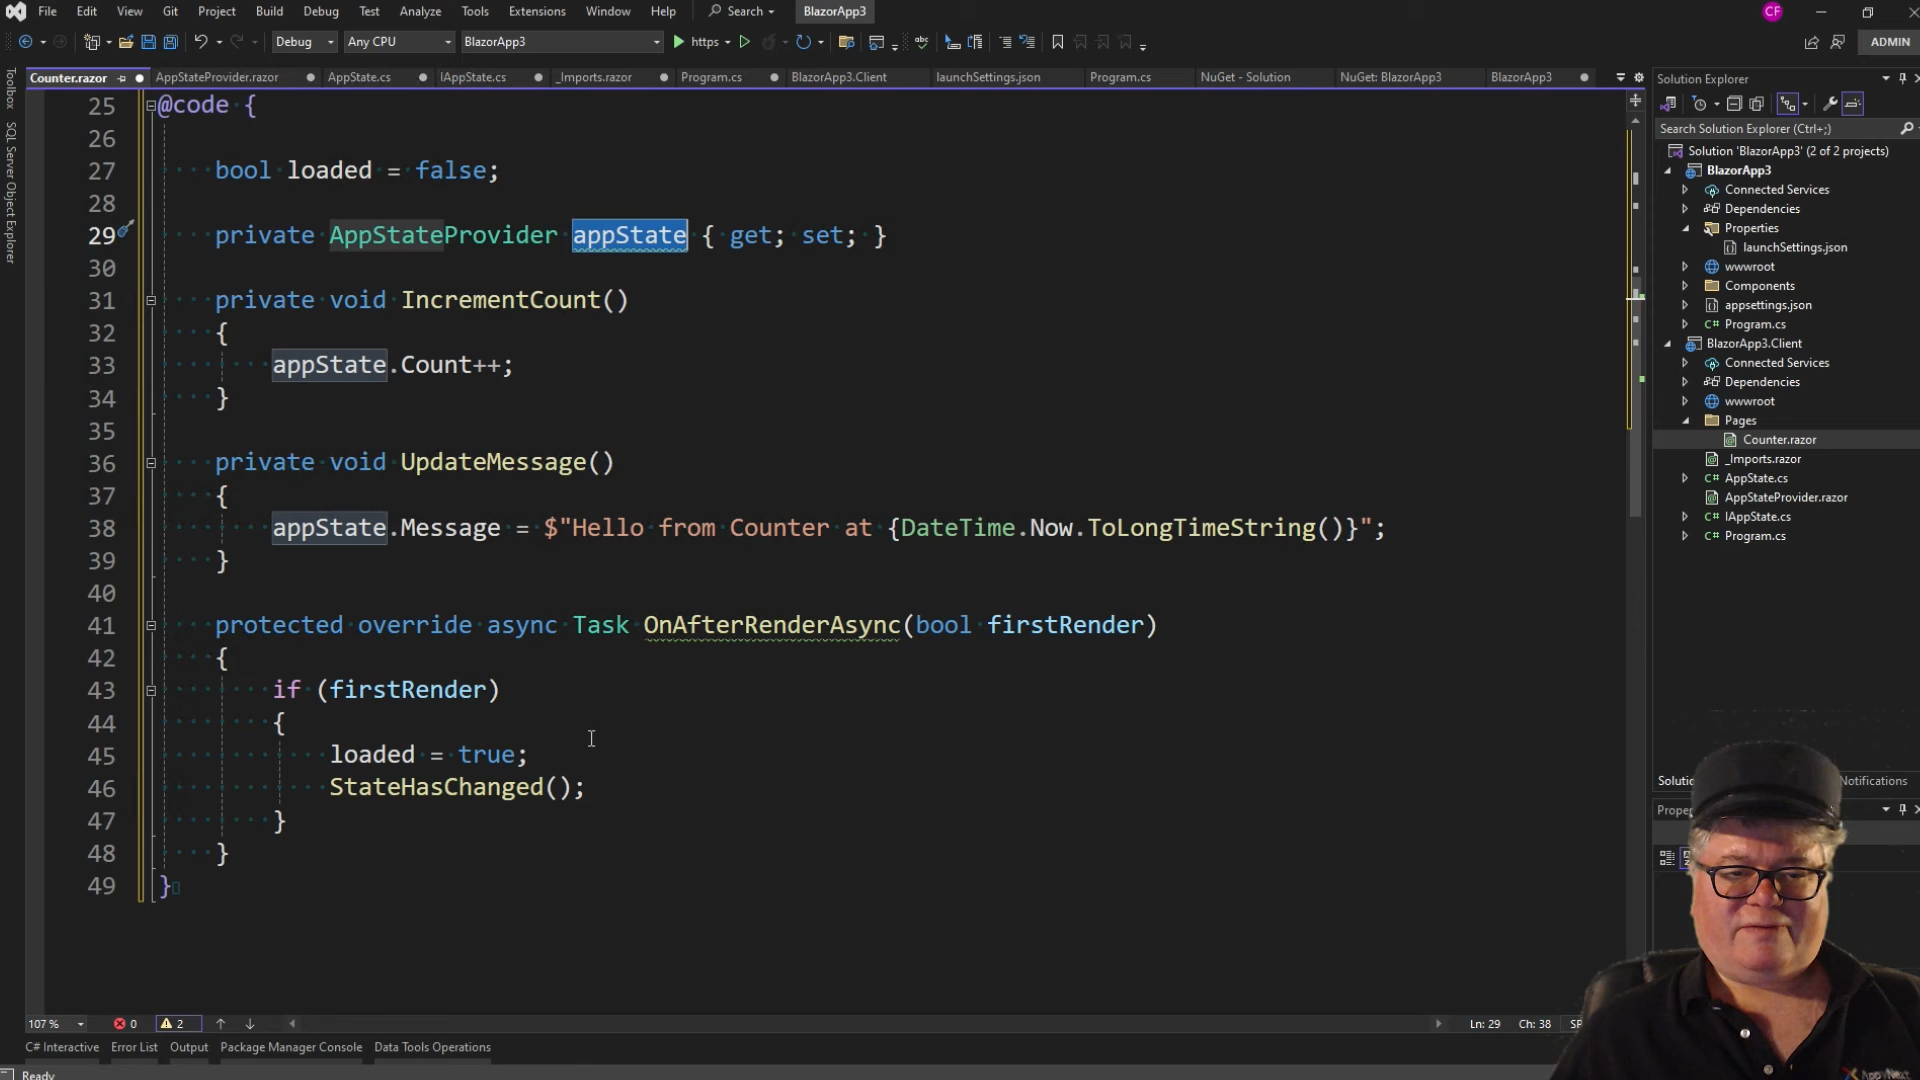 File Edit View Git Project Build Debug Test Analyze Tools Extensions Window Help Search BlazorApp3 CF
Debug Any CPU BlazorApp3 https ADMIN
Counter.razor AppStateProvider.razor AppState.cs IAppState.cs _Imports.razor Program.cs BlazorApp3.Client launchSettings.json Program.cs NuGet - Solution NuGet: BlazorApp3 BlazorApp3
Toolbox
SQL Server Object Explorer
25 @code {
26
27 bool loaded = false;
28
29 private AppStateProvider appState { get; set; }
30
31 private void IncrementCount()
32 {
33 appState.Count++;
34 }
35
36 private void UpdateMessage()
37 {
38 appState.Message = $"Hello from Counter at {DateTime.Now.ToLongTimeString()}";
39 }
40
41 protected override async Task OnAfterRenderAsync(bool firstRender)
42 {
43 if (firstRender)
44 {
45 loaded = true;
46 StateHasChanged();
47 }
48 }
49 }
Solution Explorer
Search Solution Explorer (Ctrl+;)
Solution 'BlazorApp3' (2 of 2 projects)
BlazorApp3
Connected Services
Dependencies
Properties
launchSettings.json
wwwroot
Components
appsettings.json
C# Program.cs
BlazorApp3.Client
Connected Services
Dependencies
wwwroot
Pages
Counter.razor
_Imports.razor
C# AppState.cs
AppStateProvider.razor
C# IAppState.cs
C# Program.cs
Notifications
107 % 0 2 Ln: 29 Ch: 38
C# Interactive Error List Output Package Manager Console Data Tools Operations
Ready